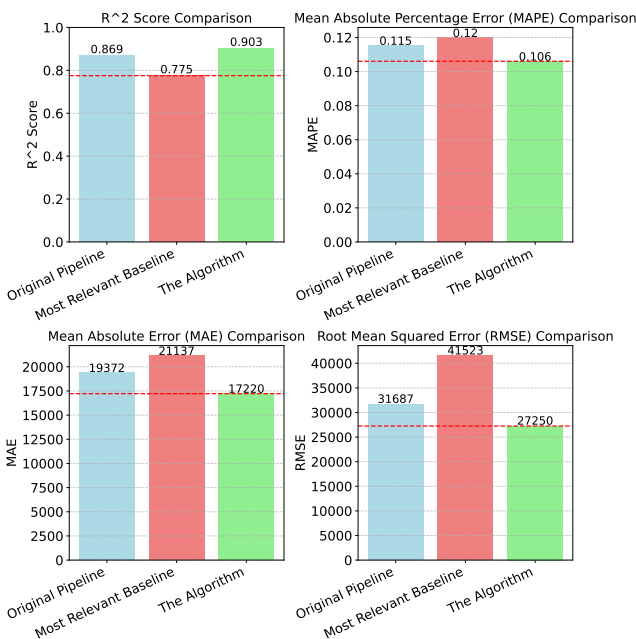 R^2 Score Comparison
R^2 Score
1.0
0.8
0.6
0.4
0.2
0.0
0.869
0.775
0.903
Original Pipeline
Most Relevant Baseline
The Algorithm
Mean Absolute Percentage Error (MAPE) Comparison
MAPE
0.12
0.10
0.08
0.06
0.04
0.02
0.00
0.115
0.12
0.106
Original Pipeline
Most Relevant Baseline
The Algorithm
Mean Absolute Error (MAE) Comparison
MAE
20000
17500
15000
12500
10000
7500
5000
2500
0
19372
21137
17220
Original Pipeline
Most Relevant Baseline
The Algorithm
Root Mean Squared Error (RMSE) Comparison
RMSE
40000
35000
30000
25000
20000
15000
10000
5000
0
31687
41523
27250
Original Pipeline
Most Relevant Baseline
The Algorithm